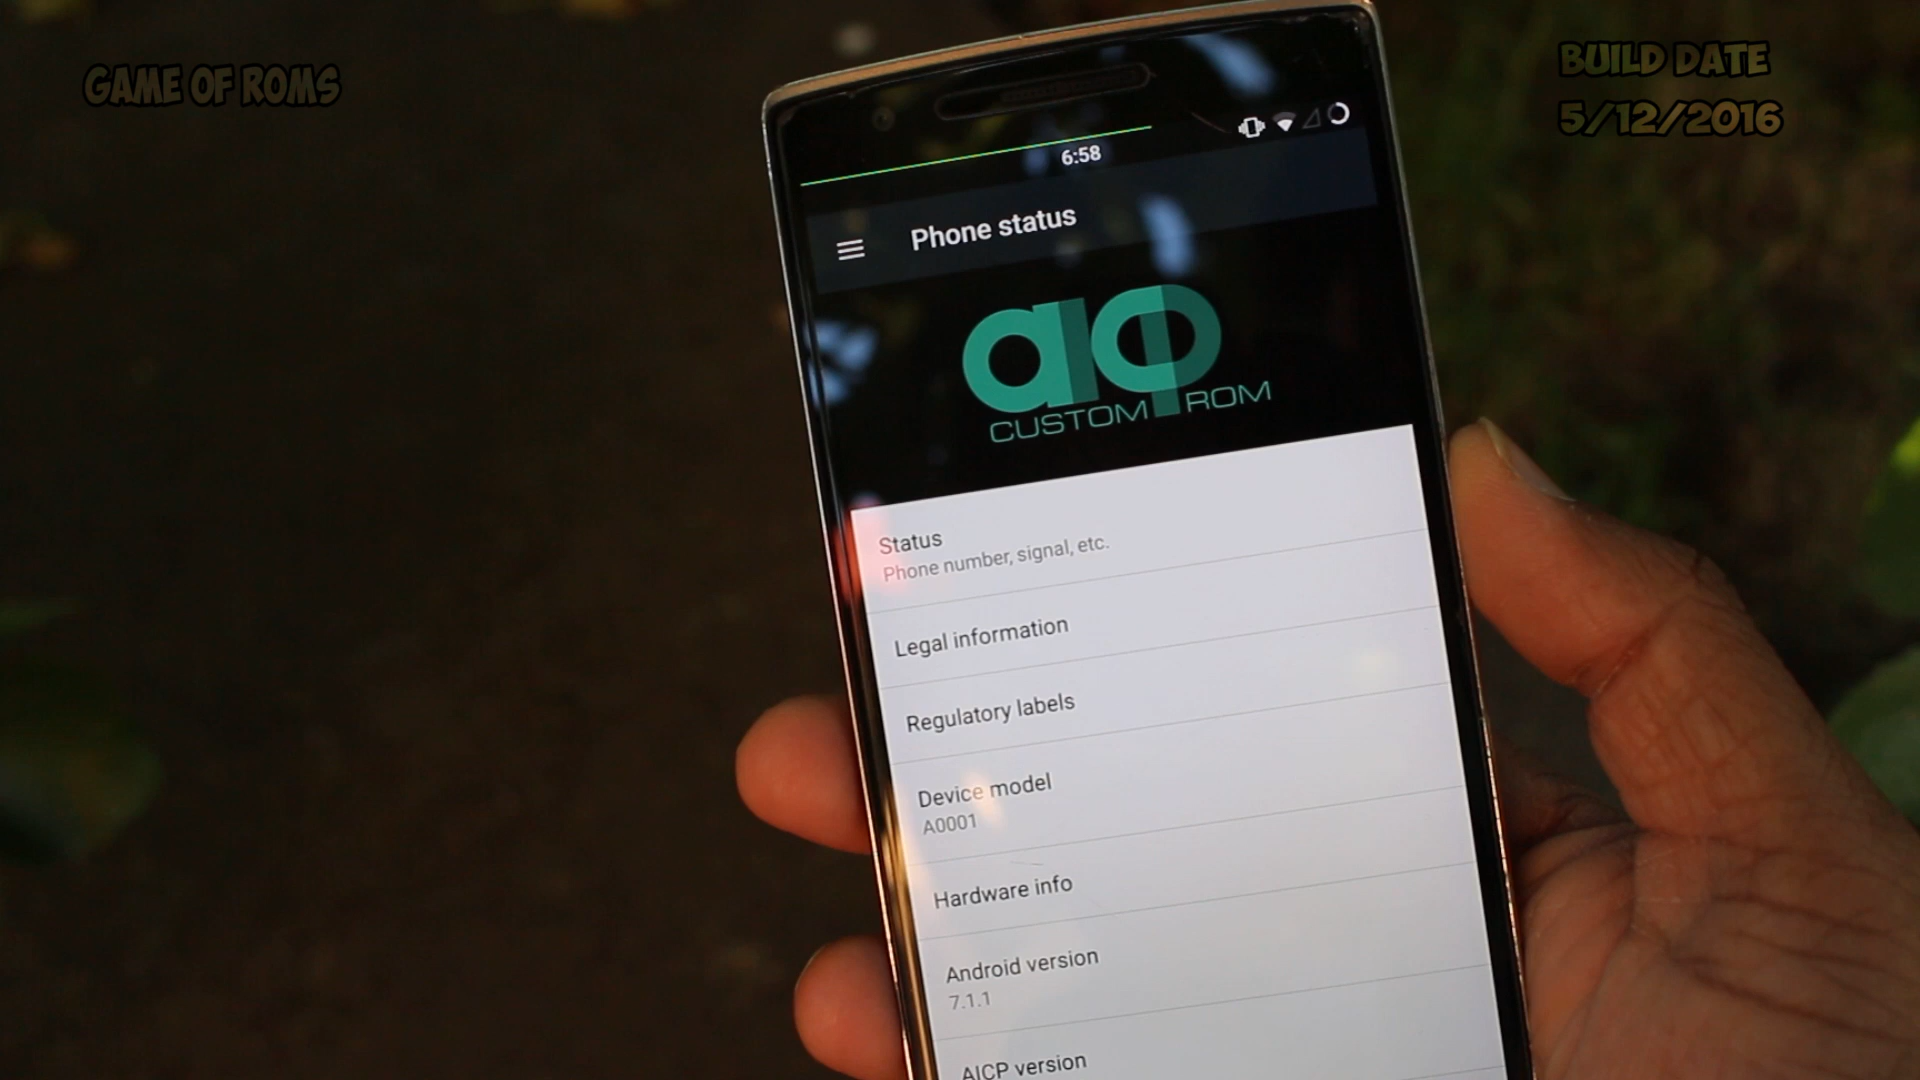 GAME OF ROMS
BUILD DATE
5/12/2016
6:58
Phone status
aicp
CUSTOM ROM
Status
Phone number, signal, etc.
Legal information
Regulatory labels
Device model
A0001
Hardware info
Android version
7.1.1
AICP version